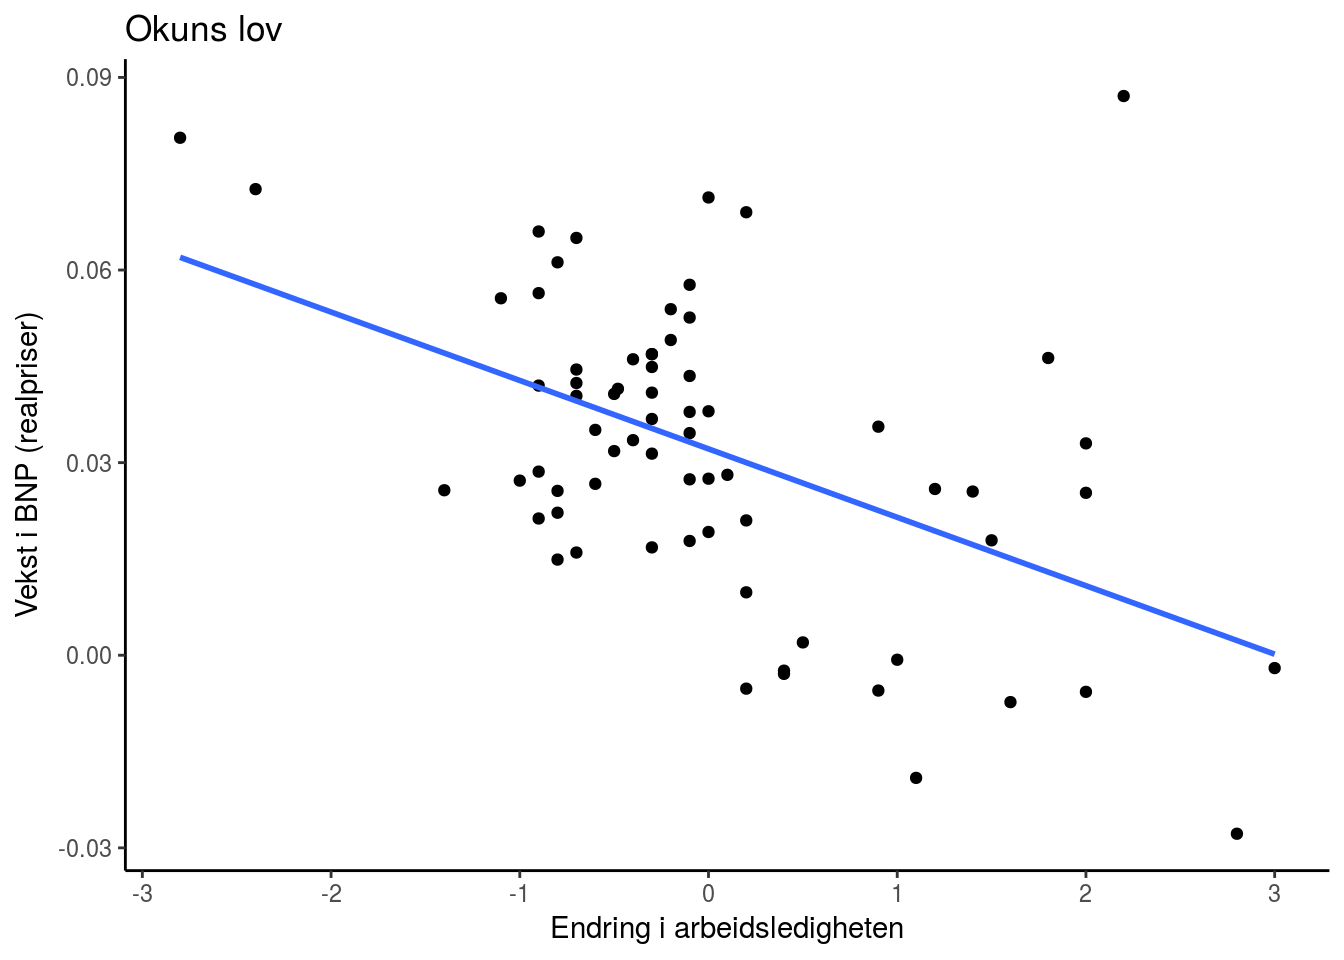 Okuns lov
Vekst i BNP (realpriser)
0.09
0.06
0.03
0.00
-0.03
-3 -2 -1 0 1 2 3
Endring i arbeidsledigheten